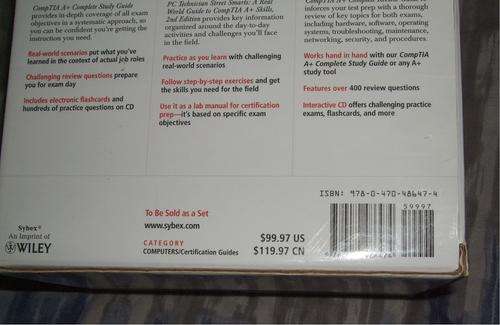 CompTIA A+ Complete Study Guide
provides in-depth coverage of all exam
objectives in a systematic approach, so
you can be confident you're getting the
instruction you need.
Real-world scenarios put what you've
learned in the context of actual job roles
Challenging review questions prepare
you for exam day
Includes electronic flashcards and
hundreds of practice questions on CD
PC Technician Street Smarts: A Real
World Guide to CompTIA A+ Skills,
2nd Edition provides key information
organized around the day-to-day
activities and challenges you'll face
in the field.
Practice as you learn with challenging
real-world scenarios
Follow step-by-step exercises and get
the skills you need for the field
Use it as a lab manual for certification
prep—it's based on specific exam
objectives
your test prep with a thorough
review of key topics for both exams,
including hardware, software, operating
systems, troubleshooting, maintenance,
networking, security, and procedures.
Works hand in hand with our CompTIA
A+ Complete Study Guide or any A+
study tool
Features over 400 review questions
Interactive CD offers challenging practice
exams, flashcards, and more
Sybex®
An Imprint of
WILEY
To Be Sold as a Set
www.sybex.com
CATEGORY
COMPUTERS/Certification Guides
$99.97 US
$119.97 CN
ISBN: 978-0-470-48647-4
59997